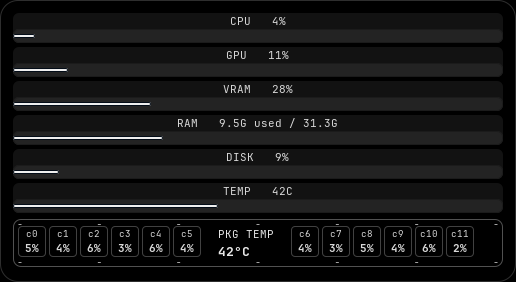 CPU 4%
GPU 11%
VRAM 28%
RAM 9.5G used / 31.3G
DISK 9%
TEMP 42C
c0 c1 c2 c3 c4 c5 PKG TEMP c6 c7 c8 c9 c10 c11
5% 4% 6% 3% 6% 4% 42°C 4% 3% 5% 4% 6% 2%